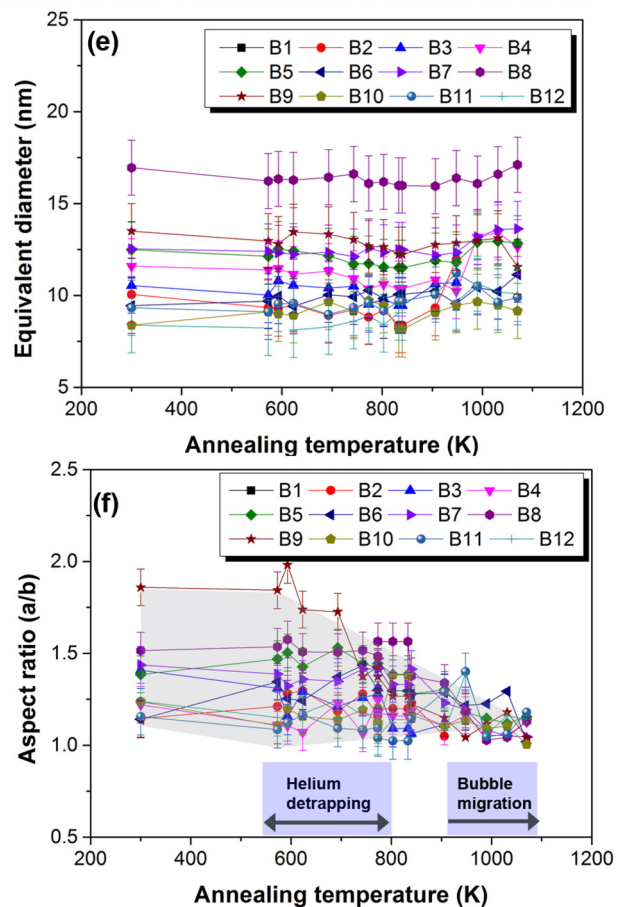 (e)
B1 B2 B3 B4
B5 B6 B7 B8
B9 B10 B11 B12
25
20
15
10
5
Equivalent diameter (nm)
200 400 600 800 1000 1200
Annealing temperature (K)
(f)
B1 B2 B3 B4
B5 B6 B7 B8
B9 B10 B11 B12
2.5
2.0
1.5
1.0
0.5
Aspect ratio (a/b)
Helium
detrapping
Bubble
migration
200 400 600 800 1000 1200
Annealing temperature (K)